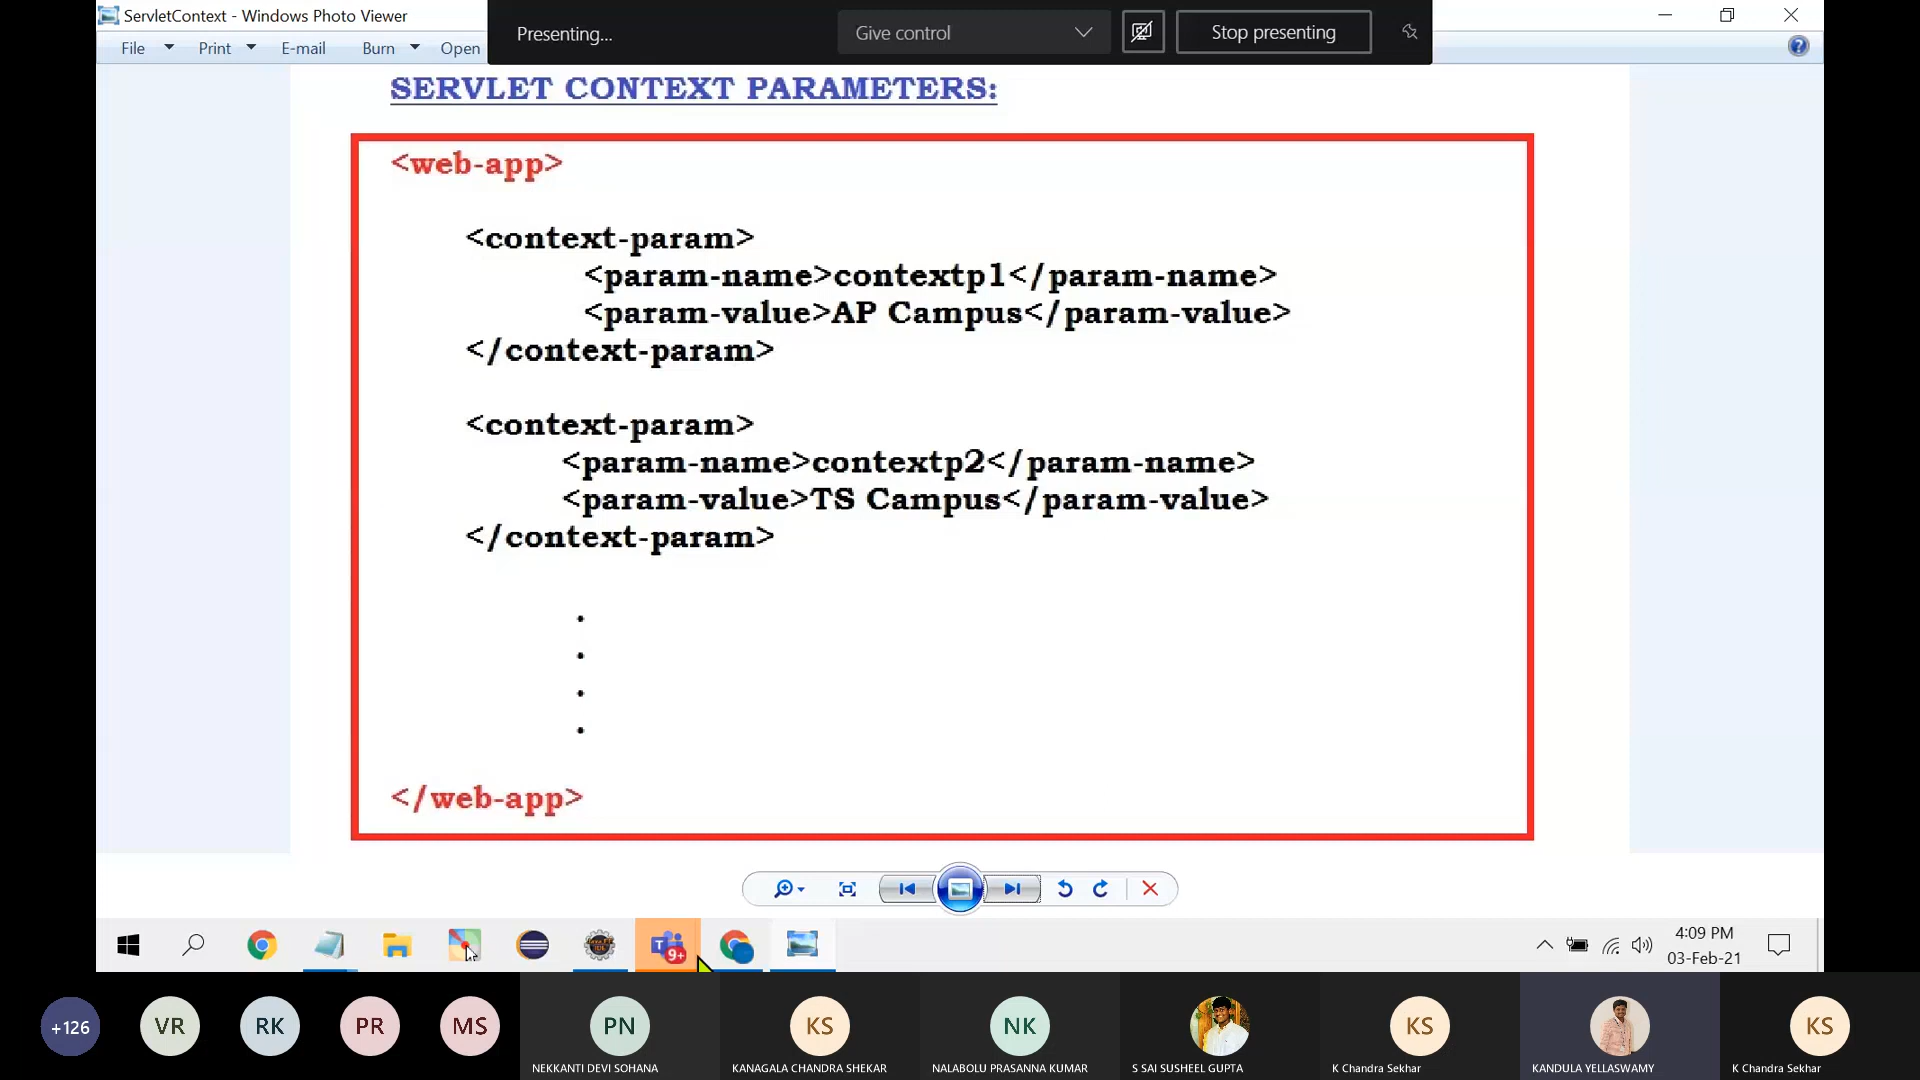 ServletContext - Windows Photo Viewer
Presenting...
Give control
Stop presenting
File
Print
E-mail
Burn
Open
SERVLET CONTEXT PARAMETERS:
<web-app>
<context-param>
<param-name>contextp1</param-name>
<param-value>AP Campus</param-value>
</context-param>
<context-param>
<param-name>contextp2</param-name>
<param-value>TS Campus</param-value>
</context-param>
.
.
.
.
</web-app>
9+
4:09 PM
03-Feb-21
+126
VR
RK
PR
MS
PN
KS
NK
KS
KS
NEKKANTI DEVI SOHANA
KANAGALA CHANDRA SHEKAR
NALABOLU PRASANNA KUMAR
S SAI SUSHEEL GUPTA
K Chandra Sekhar
KANDULA YELLASWAMY
K Chandra Sekhar